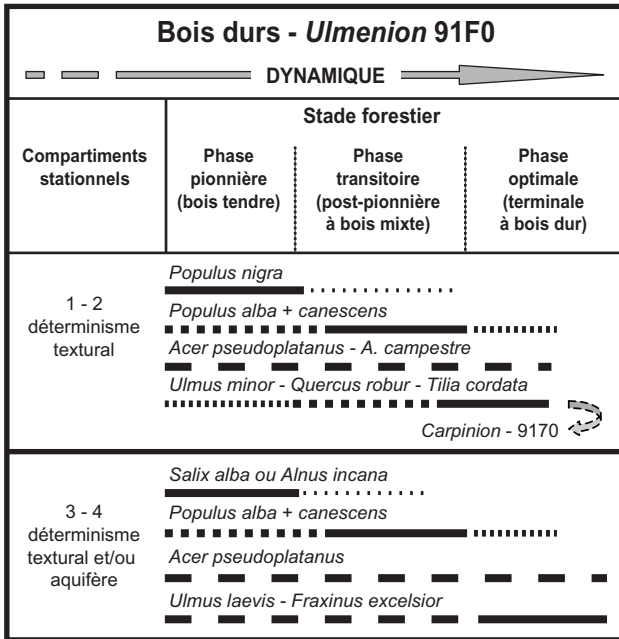 Bois durs - Ulmenion 91F0
DYNAMIQUE
Compartiments
stationnels
Stade forestier
Phase
pionnière
(bois tendre)
Phase
transitoire
(post-pionnière
à bois mixte)
Phase
optimale
(terminale
à bois dur)
1 - 2
déterminisme
textural
Populus nigra
Populus alba + canescens
Acer pseudoplatanus - A. campestre
Ulmus minor - Quercus robur - Tilia cordata
Carpinion - 9170
3 - 4
déterminisme
textural et/ou
aquifère
Salix alba ou Alnus incana
Populus alba + canescens
Acer pseudoplatanus
Ulmus laevis - Fraxinus excelsior